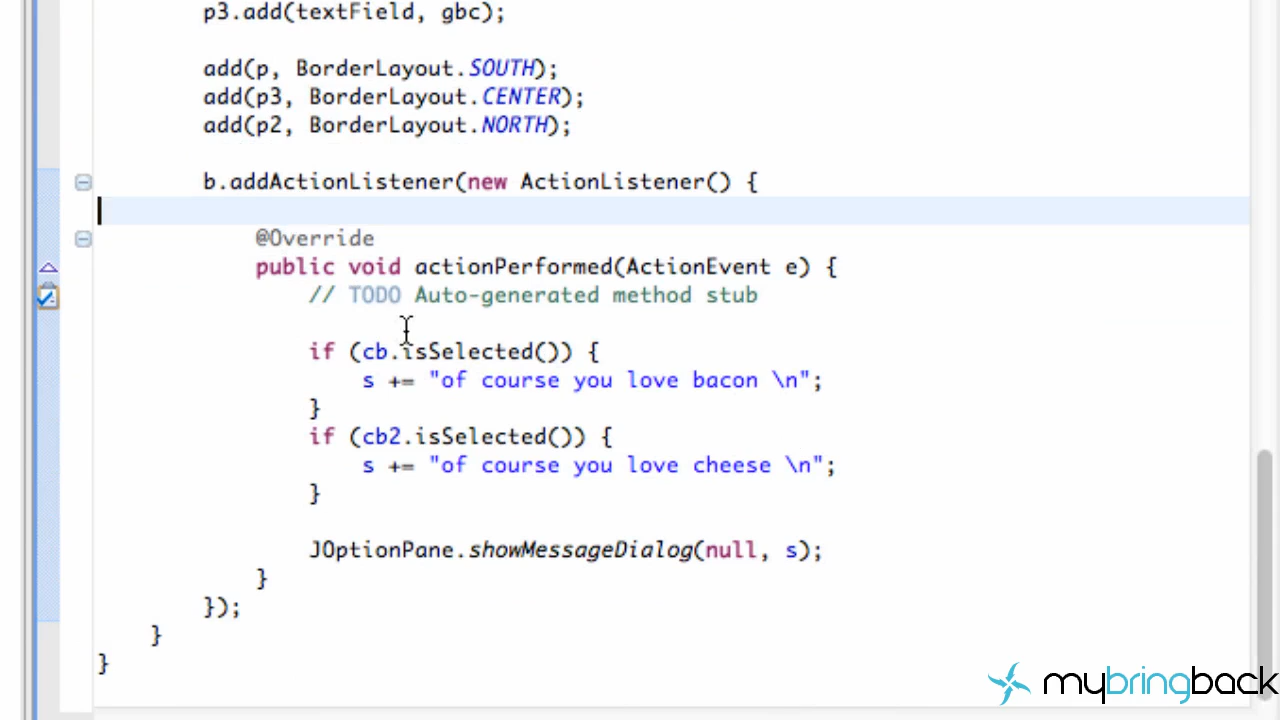 p3.add(textField, gbc);
add(p, BorderLayout.SOUTH);
add(p3, BorderLayout.CENTER);
add(p2, BorderLayout.NORTH);
b.addActionListener(new ActionListener() {
@Override
public void actionPerformed(ActionEvent e) {
// TODO Auto-generated method stub
if (cb.isSelected()) {
s += "of course you love bacon \n";
}
if (cb2.isSelected()) {
s += "of course you love cheese \n";
}
JOptionPane.showMessageDialog(null, s);
}
});
}
}
mybringback